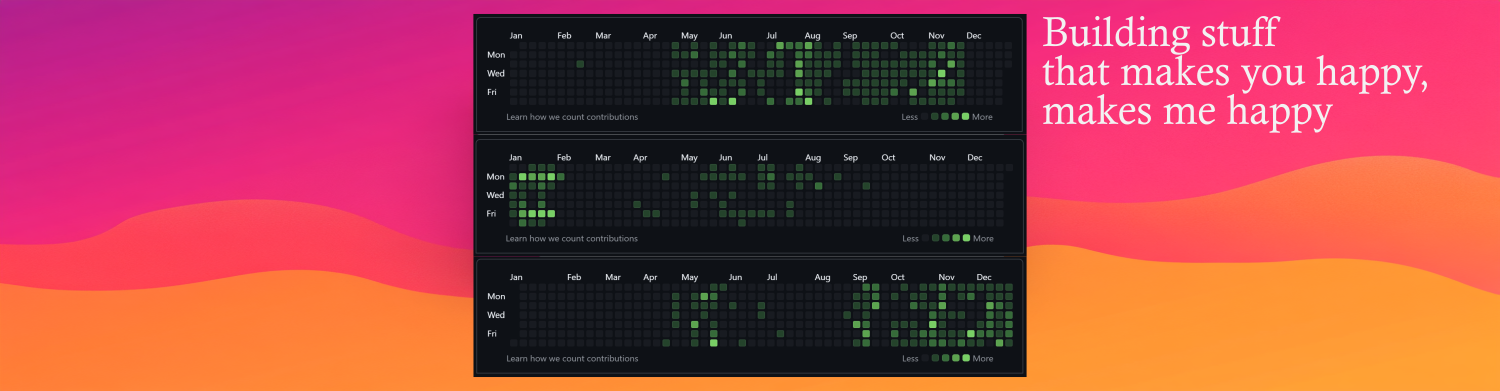 Jan Feb Mar Apr May Jun Jul Aug Sep Oct Nov Dec
Mon
Wed
Fri
Learn how we count contributions Less More
Jan Feb Mar Apr May Jun Jul Aug Sep Oct Nov Dec
Mon
Wed
Fri
Learn how we count contributions Less More
Jan Feb Mar Apr May Jun Jul Aug Sep Oct Nov Dec
Mon
Wed
Fri
Learn how we count contributions Less More
Building stuff
that makes you happy,
makes me happy